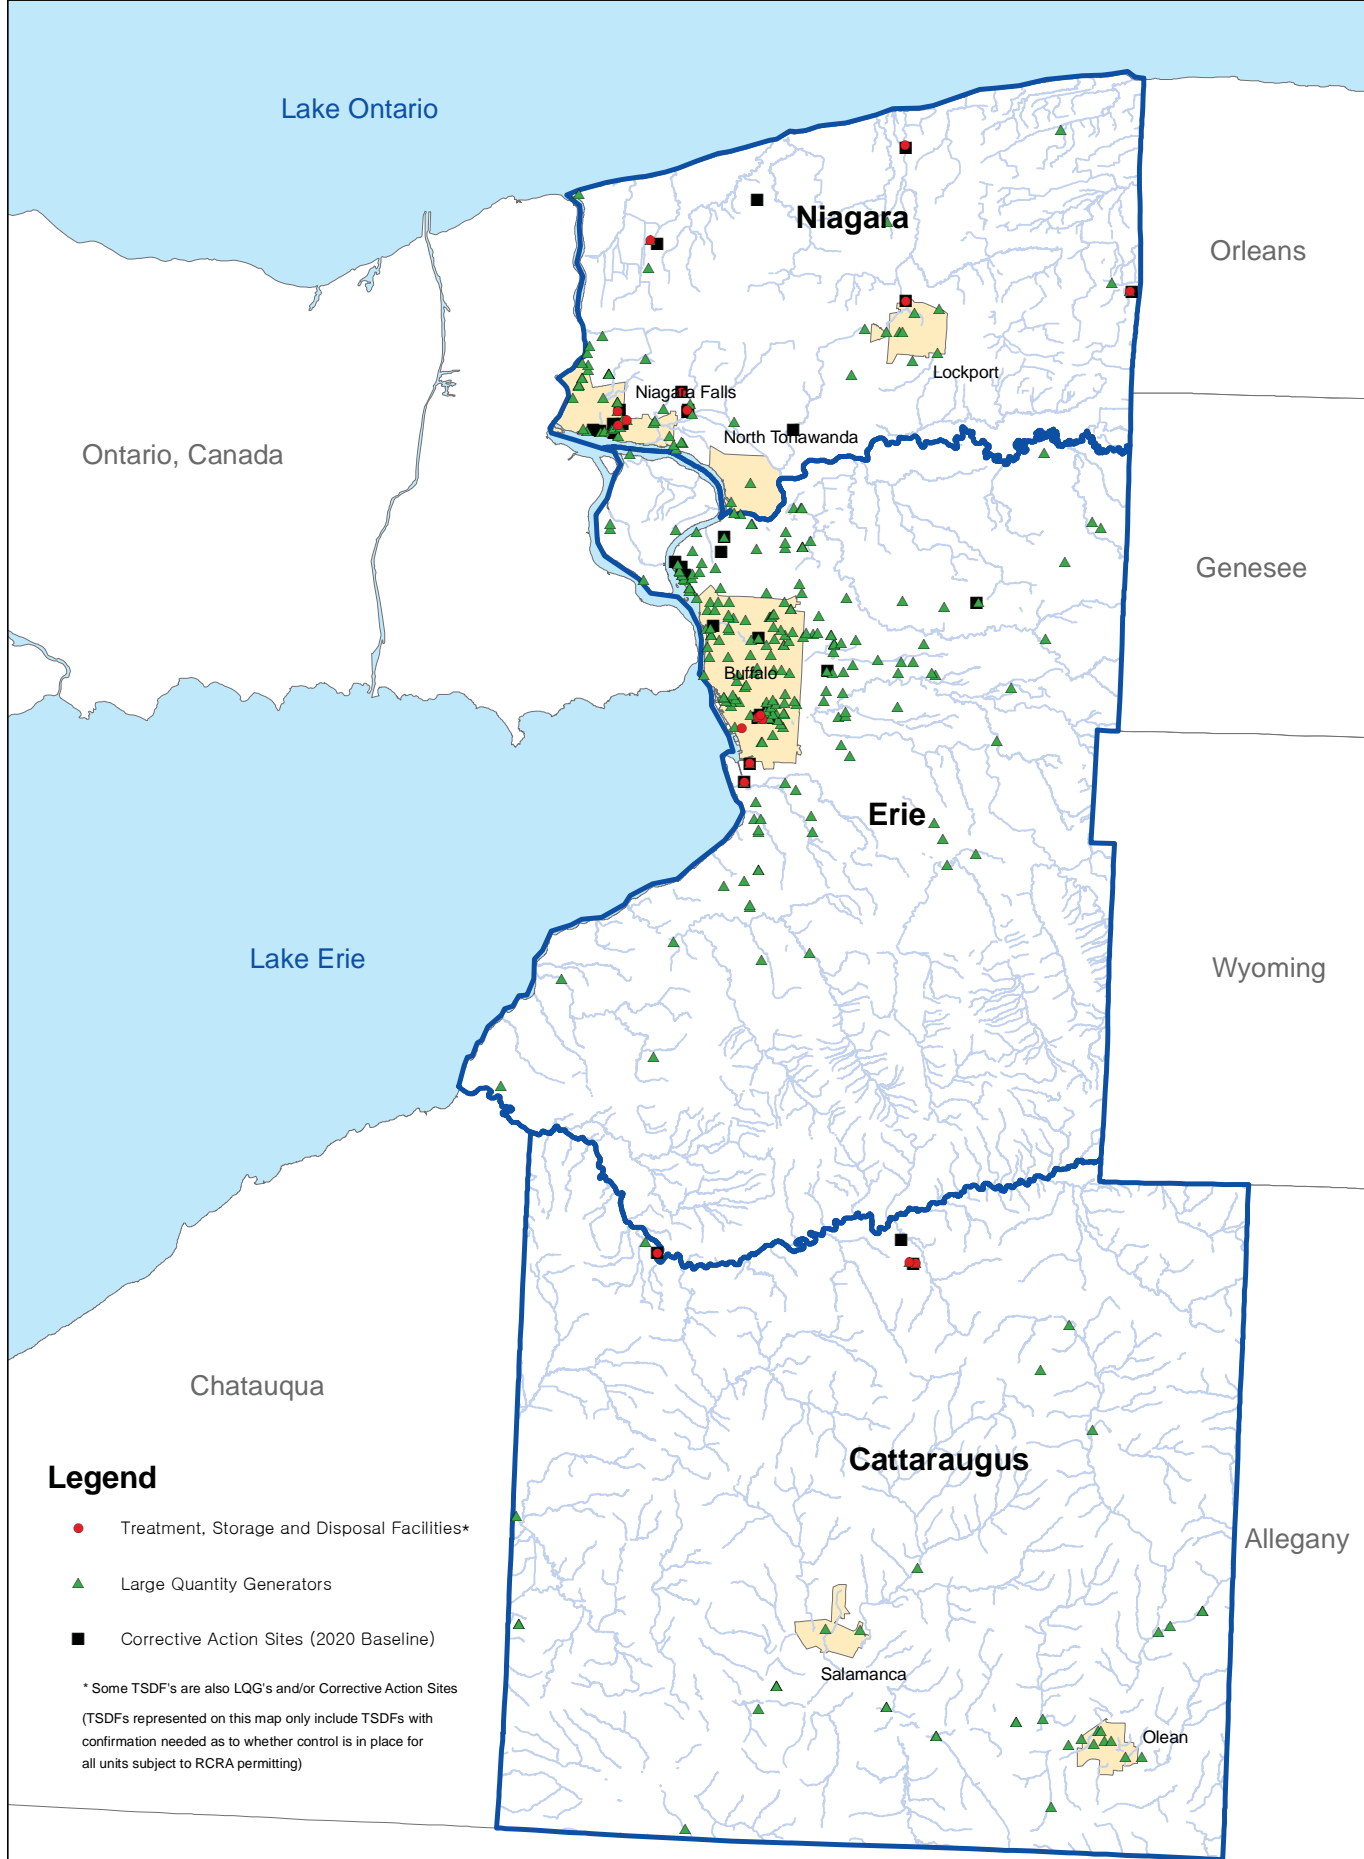 Lake Ontario
Niagara
Orleans
Lockport
Niagara Falls
North Tonawanda
Ontario, Canada
Genesee
Buffalo
Erie
Lake Erie
Wyoming
Chatauqua
Cattaraugus
Legend
Treatment, Storage and Disposal Facilities*
Large Quantity Generators
Corrective Action Sites (2020 Baseline)
* Some TSDF's are also LQG's and/or Corrective Action Sites
(TSDFs represented on this map only include TSDFs with
confirmation needed as to whether control is in place for
all units subject to RCRA permitting)
Allegany
Salamanca
Olean